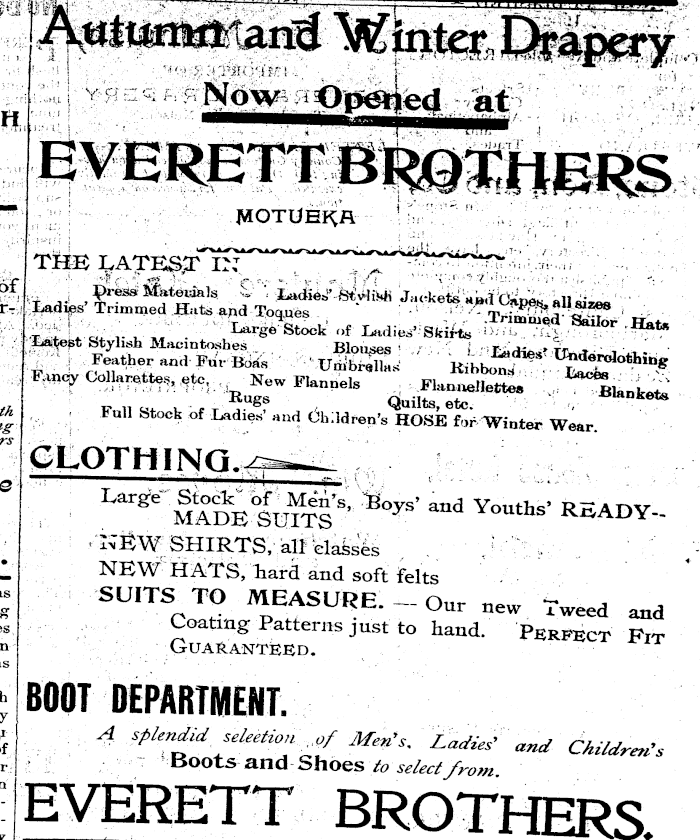 Autumn and Winter Drapery
Now Opened at
EVERETT BROTHERS
MOTUEKA
THE LATEST IN
Dress Materials Ladies' Stylish Jackets and Capes, all sizes
Ladies' Trimmed Hats and Toques Trimmed Sailor Hats
Large Stock of Ladies' Skirts
Latest Stylish Macintoshes Blouses Ladies' Underclothing
Feather and Fur Boas Umbrellas Ribbons Laces
Fancy Collarettes, etc, New Flannels Flannellettes Blankets
Rugs Quilts, etc.
Full Stock of Ladies' and Children's HOSE for Winter Wear.
CLOTHING.
Large Stock of Men's, Boys' and Youths' READY--
MADE SUITS
NEW SHIRTS, all classes
NEW HATS, hard and soft felts
SUITS TO MEASURE. — Our new Tweed and
Coating Patterns just to hand. PERFECT FIT
GUARANTEED.
BOOT DEPARTMENT.
A splendid selection of Men's, Ladies' and Children's
Boots and Shoes to select from.
EVERETT BROTHERS.